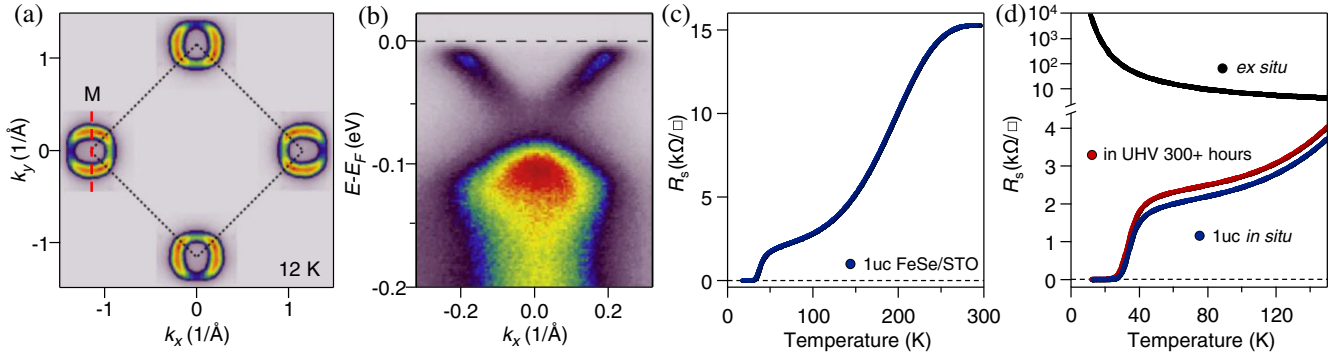 (a)
1
0
-1
k_y (1/Å)
M
12 K
-1
0
1
k_x (1/Å)
(b)
0.0
-0.1
-0.2
E-E_F (eV)
-0.2
0.0
0.2
k_x (1/Å)
(c)
15
10
5
0
R_s (kΩ/□)
1uc FeSe/STO
0
100
200
300
Temperature (K)
(d)
10^4
10^3
10^2
10
4
3
2
1
0
R_s (kΩ/□)
ex situ
in UHV 300+ hours
1uc in situ
0
40
80
120
Temperature (K)